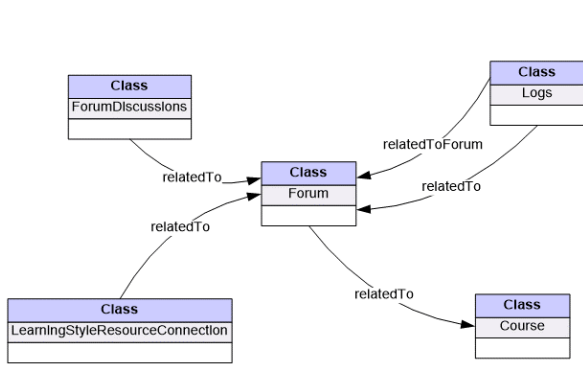 Class
Logs
Class
ForumDiscussions
relatedToForum
relatedTo
Class
Forum
relatedTo
relatedTo
relatedTo
Class
LearningStyleResourceConnection
Class
Course